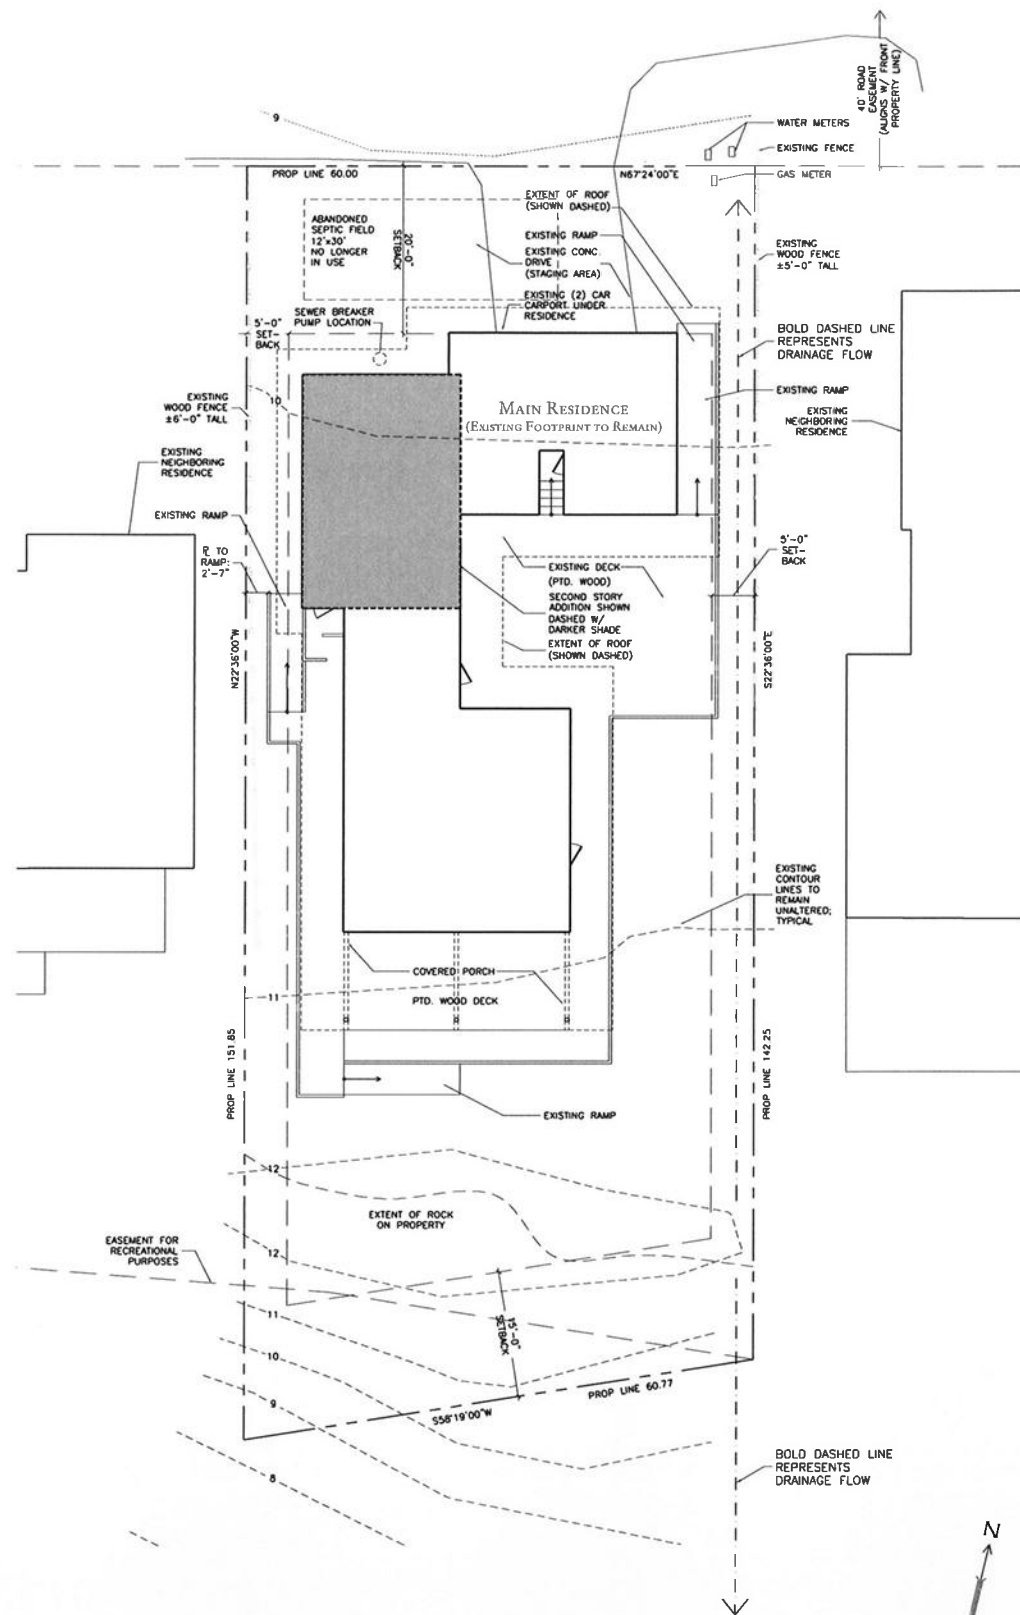 40' ROAD
EASEMENT
(ALIGNS W/ FRONT
PROPERTY LINE)
9
WATER METERS
EXISTING FENCE
PROP LINE 60.00
N67°24'00"E
GAS METER
EXTENT OF ROOF
(SHOWN DASHED)
ABANDONED
SEPTIC FIELD
12'x30'
NO LONGER
IN USE
20'-0"
SETBACK
EXISTING RAMP
EXISTING CONC.
DRIVE
(STAGING AREA)
EXISTING
WOOD FENCE
±5'-0" TALL
EXISTING (2) CAR
CARPORT UNDER
RESIDENCE
SEWER BREAKER
PUMP LOCATION
5'-0"
SET-
BACK
BOLD DASHED LINE
REPRESENTS
DRAINAGE FLOW
EXISTING
WOOD FENCE
±6'-0" TALL
10
MAIN RESIDENCE
(EXISTING FOOTPRINT TO REMAIN)
EXISTING RAMP
EXISTING
NEIGHBORING
RESIDENCE
EXISTING
NEIGHBORING
RESIDENCE
EXISTING RAMP
PL TO
RAMP:
2'-7"
5'-0"
SET-
BACK
EXISTING DECK
(PTD. WOOD)
SECOND STORY
ADDITION SHOWN
DASHED W/
DARKER SHADE
EXTENT OF ROOF
(SHOWN DASHED)
N22°36'00"W
S22°36'00"E
EXISTING
CONTOUR
LINES TO
REMAIN
UNALTERED;
TYPICAL
COVERED PORCH
PTD. WOOD DECK
11
PROP LINE 151.85
PROP LINE 142.25
EXISTING RAMP
12
EXTENT OF ROCK
ON PROPERTY
EASEMENT FOR
RECREATIONAL
PURPOSES
12
11
15'-0"
SETBACK
10
PROP LINE 60.77
9
S58°19'00"W
8
BOLD DASHED LINE
REPRESENTS
DRAINAGE FLOW
N